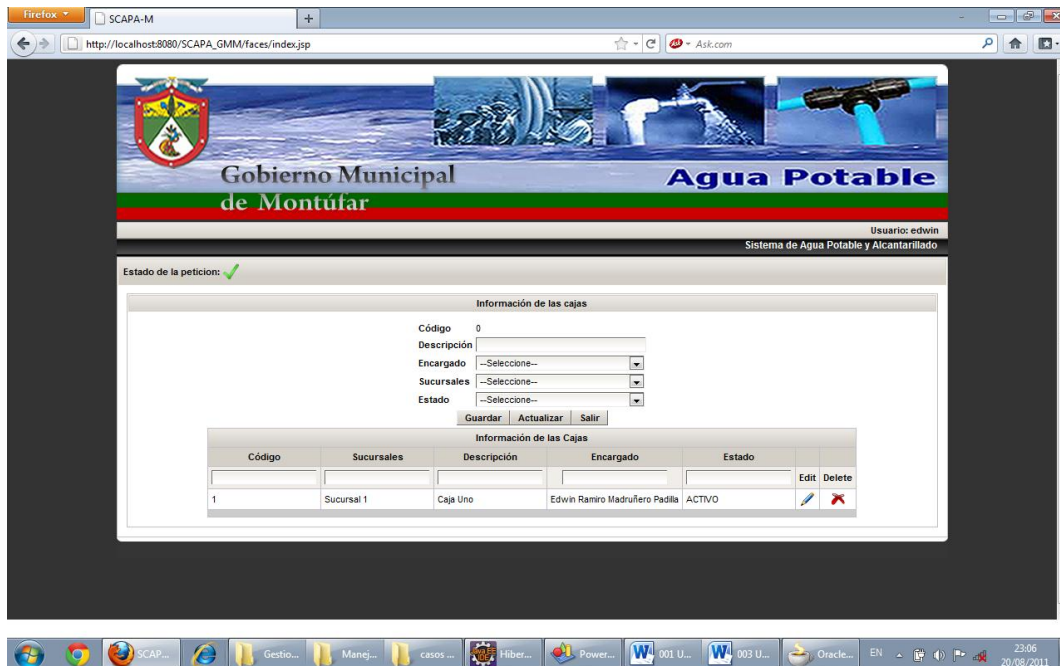 Firefox
SCAPA-M
http://localhost:8080/SCAPA_GMM/faces/index.jsp
Ask.com
Gobierno Municipal
de Montúfar
Agua Potable
Usuario: edwin
Sistema de Agua Potable y Alcantarillado
Estado de la peticion:
Información de las cajas
Código 0
Descripción
Encargado --Seleccione--
Sucursales --Seleccione--
Estado --Seleccione--
Guardar Actualizar Salir
Información de las Cajas
Código Sucursales Descripción Encargado Estado
Edit Delete
1 Sucursal 1 Caja Uno Edwin Ramiro Madruñero Padilla ACTIVO
SCAP... Gestio... Manej... casos ... Hiber... Power... 001 U... 003 U... Oracle... EN 23:06
20/08/2011